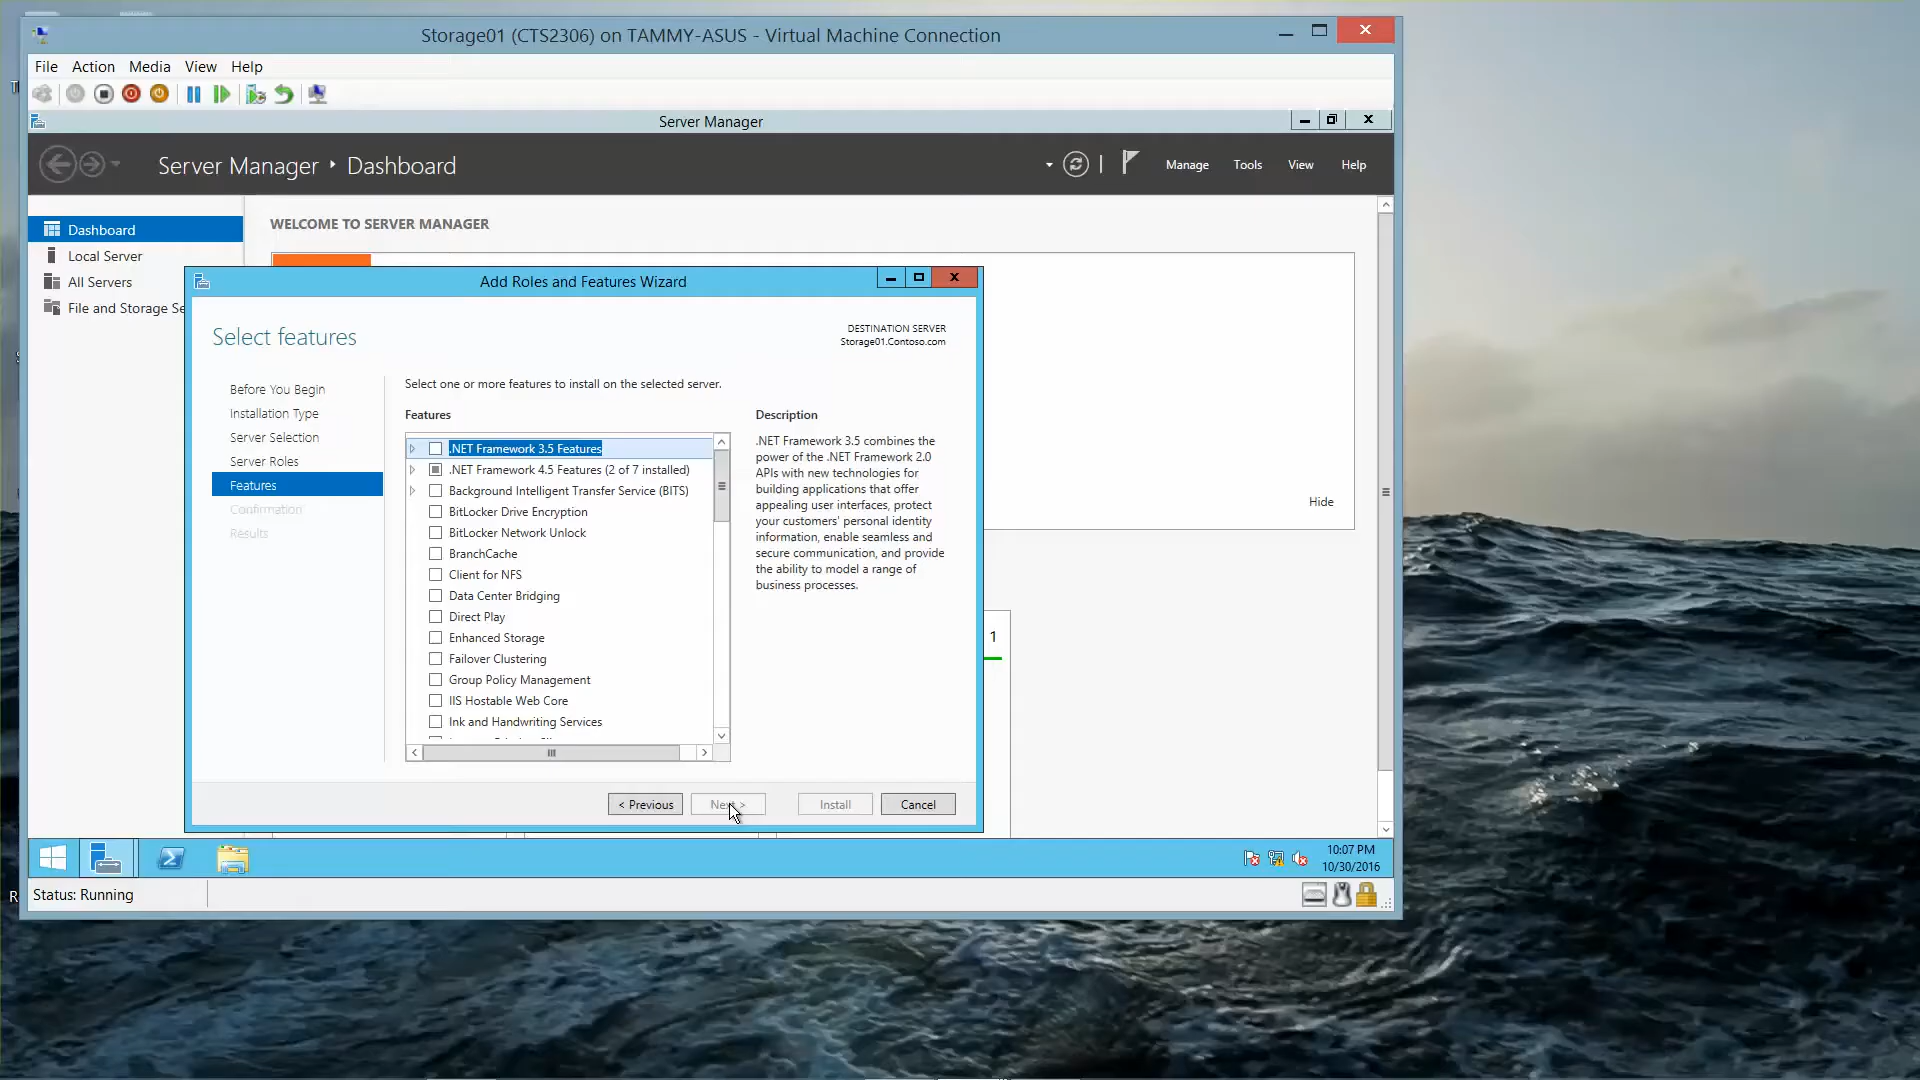 Storage01 (CTS2306) on TAMMY-ASUS - Virtual Machine Connection
File Action Media View Help
Server Manager
Server Manager ‣ Dashboard
Manage Tools View Help
Dashboard
Local Server
All Servers
File and Storage Se
WELCOME TO SERVER MANAGER
Hide
1
Add Roles and Features Wizard
Select features
DESTINATION SERVER
Storage01.Contoso.com
Before You Begin
Installation Type
Server Selection
Server Roles
Features
Confirmation
Results
Select one or more features to install on the selected server.
Features
.NET Framework 3.5 Features
.NET Framework 4.5 Features (2 of 7 installed)
Background Intelligent Transfer Service (BITS)
BitLocker Drive Encryption
BitLocker Network Unlock
BranchCache
Client for NFS
Data Center Bridging
Direct Play
Enhanced Storage
Failover Clustering
Group Policy Management
IIS Hostable Web Core
Ink and Handwriting Services
Description
.NET Framework 3.5 combines the
power of the .NET Framework 2.0
APIs with new technologies for
building applications that offer
appealing user interfaces, protect
your customers' personal identity
information, enable seamless and
secure communication, and provide
the ability to model a range of
business processes.
< Previous
Next >
Install
Cancel
10:07 PM
10/30/2016
Status: Running